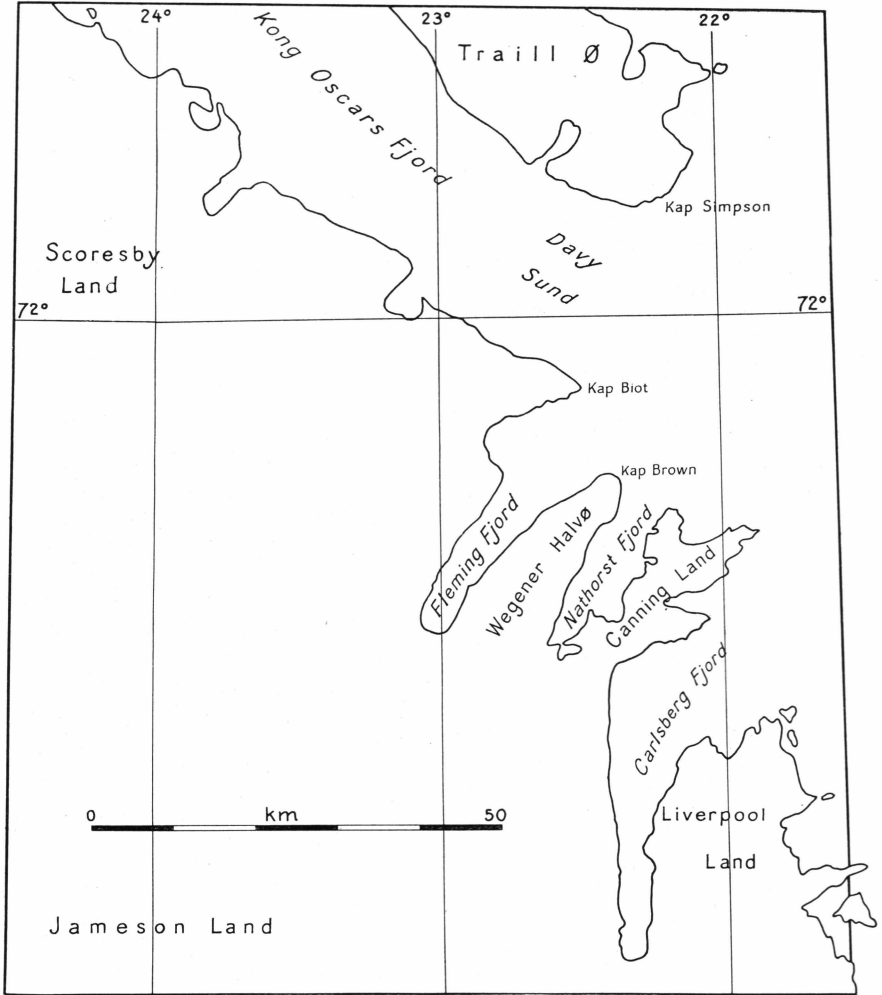 24°
23°
22°
Kong Oscars Fjord
Traill Ø
Kap Simpson
Scoresby
Land
Davy
Sund
72°
72°
Kap Biot
Kap Brown
Fleming Fjord
Wegener Halvø
Nathorst Fjord
Canning Land
Carlsberg Fjord
0 km 50
Liverpool
Land
Jameson Land